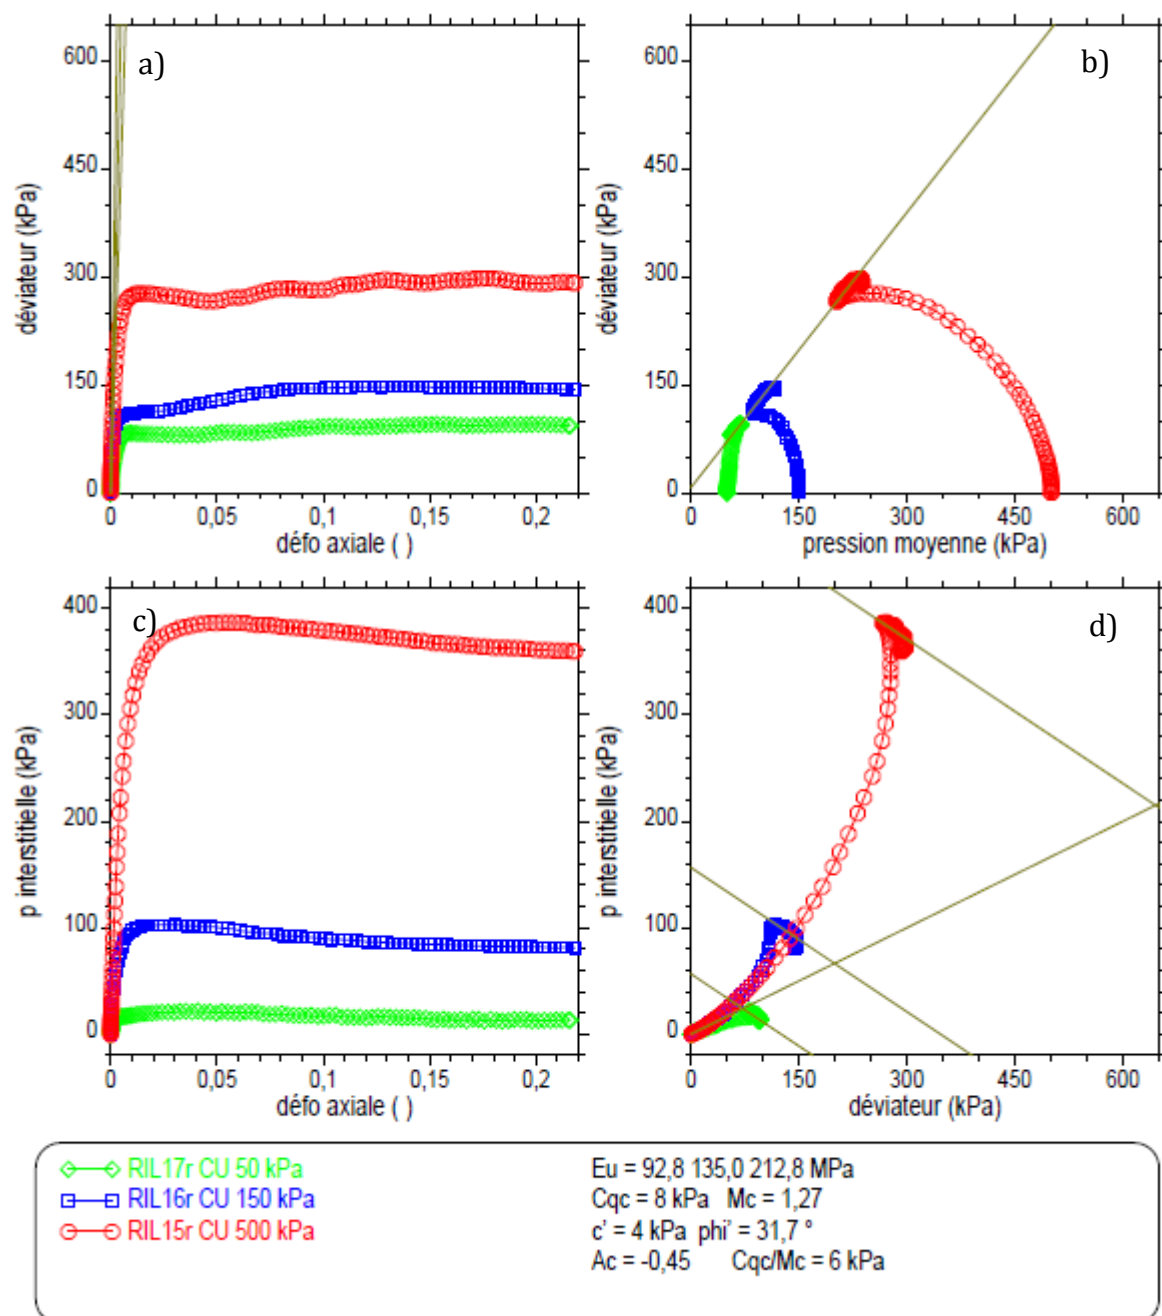 a)
600
450
300
150
0
déviateur (kPa)
0 0,05 0,1 0,15 0,2
défo axiale ( )
b)
600
450
300
150
0
déviateur (kPa)
0 150 300 450 600
pression moyenne (kPa)
c)
400
300
200
100
0
p interstitielle (kPa)
0 0,05 0,1 0,15 0,2
défo axiale ( )
d)
400
300
200
100
0
p interstitielle (kPa)
0 150 300 450 600
déviateur (kPa)
RIL17r CU 50 kPa
RIL16r CU 150 kPa
RIL15r CU 500 kPa
Eu = 92,8 135,0 212,8 MPa
Cqc = 8 kPa Mc = 1,27
c' = 4 kPa phi' = 31,7 °
Ac = -0,45 Cqc/Mc = 6 kPa